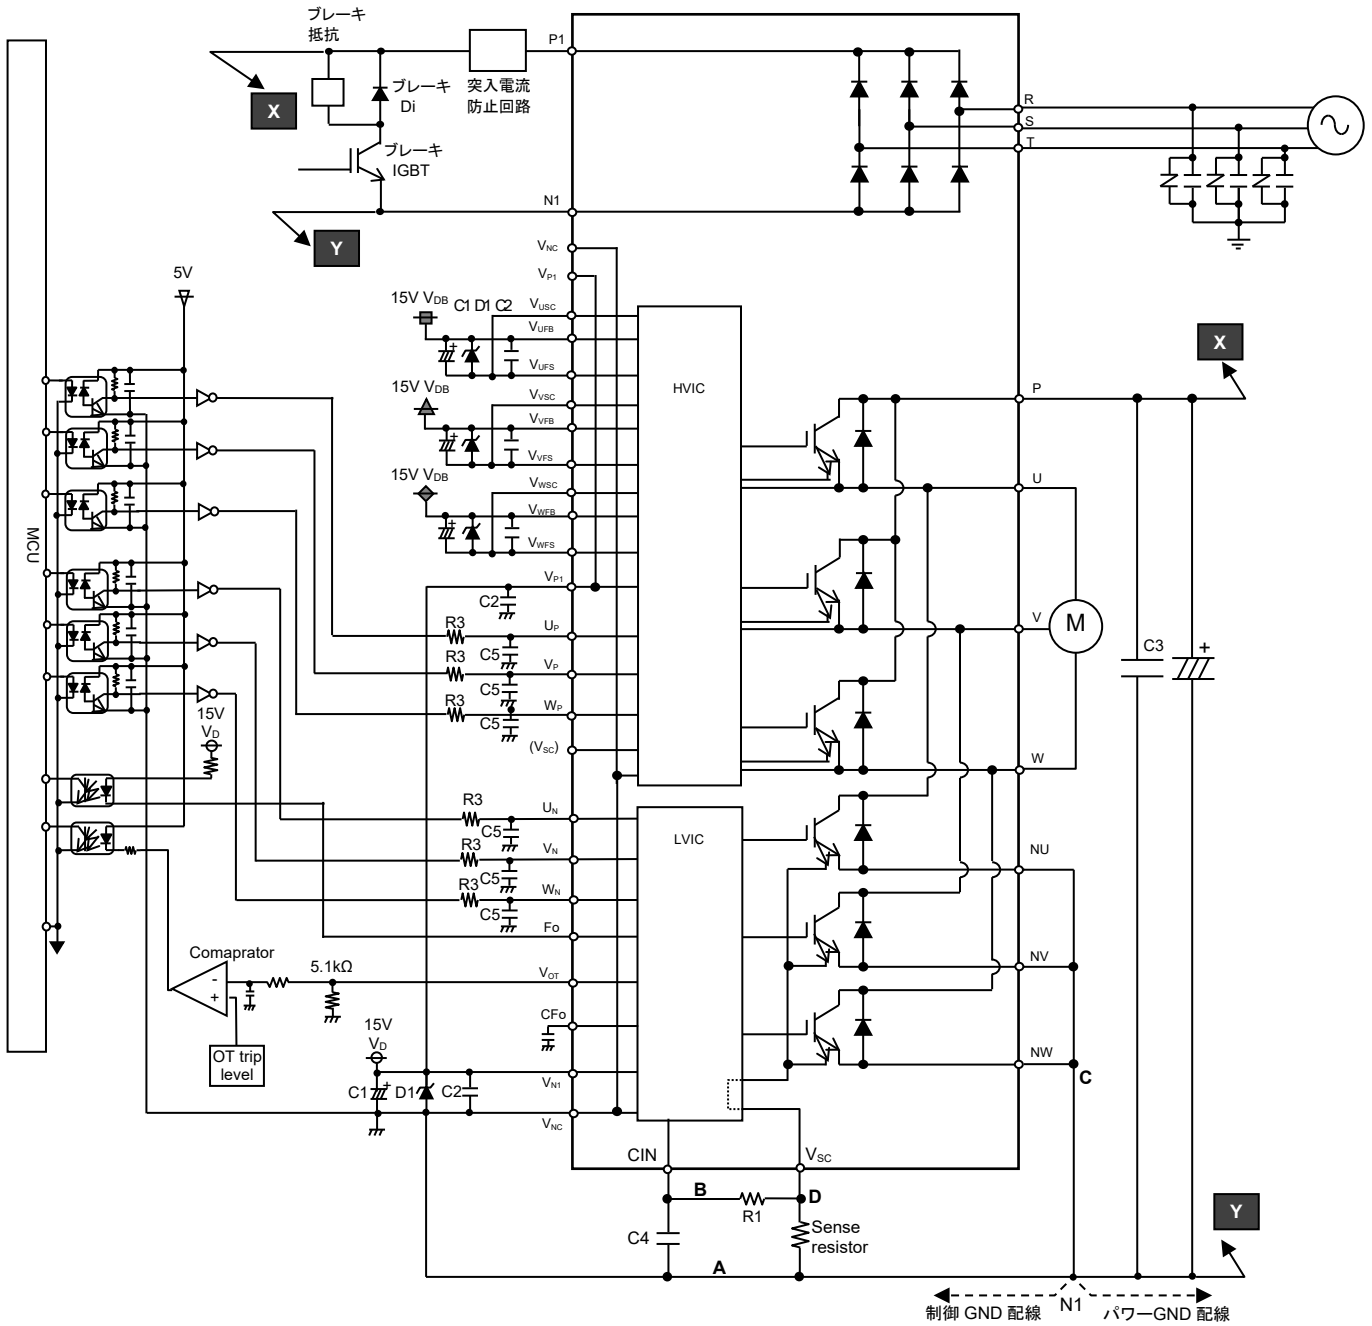 ブレーキ
抵抗
P1
突入電流
防止回路
ブレーキ
Di
X
ブレーキ
IGBT
R
S
T
N1
Y
VNC
VP1
5V
15V VDB
C1 D1 C2
VUSC
VUFB
VUFS
15V VDB
VVSC
VVFB
VVFS
15V VDB
VWSC
VWFB
VWFS
HVIC
X
P
U
V
W
M
C3
+
MCU
VP1
C2
R3
UP
C5
R3
VP
C5
R3
WP
C5
(VSC)
15V
VD
R3
UN
C5
R3
VN
C5
R3
WN
C5
Fo
LVIC
NU
NV
NW
C
Comaprator
-
+
5.1kΩ
VOT
OT trip
level
CFo
15V
VD
C1
+
D1
C2
VN1
VNC
CIN
VSC
B
D
R1
C4
Sense
resistor
A
Y
制御 GND 配線
N1
パワーGND 配線